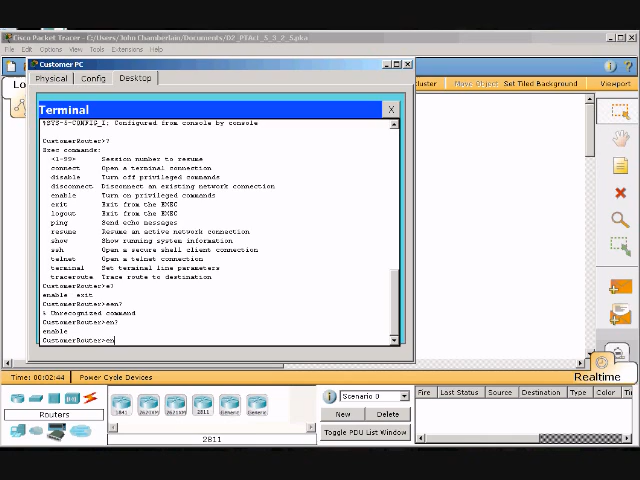 Cisco Packet Tracer - C:/Users/John Chamberlain/Documents/D2_PTAct_5_3_2_5.pka
File Edit Options View Tools Extensions Help
Customer PC
Physical Config Desktop
Lo
cluster Move Object Set Tiled Background Viewport
Terminal X
%SYS-5-CONFIG_I: Configured from console by console
CustomerRouter>?
Exec commands:
<1-99> Session number to resume
connect Open a terminal connection
disable Turn off privileged commands
disconnect Disconnect an existing network connection
enable Turn on privileged commands
exit Exit from the EXEC
logout Exit from the EXEC
ping Send echo messages
resume Resume an active network connection
show Show running system information
ssh Open a secure shell client connection
telnet Open a telnet connection
terminal Set terminal line parameters
traceroute Trace route to destination
CustomerRouter>e?
enable exit
CustomerRouter>een?
% Unrecognized command
CustomerRouter>en?
enable
CustomerRouter>en
Realtime
Time: 00:02:44 Power Cycle Devices
Routers
1841 2620XM 2621XM 2811 Generic Generic
2811
Scenario 0
New Delete
Toggle PDU List Window
Fire Last Status Source Destination Type Color Tir